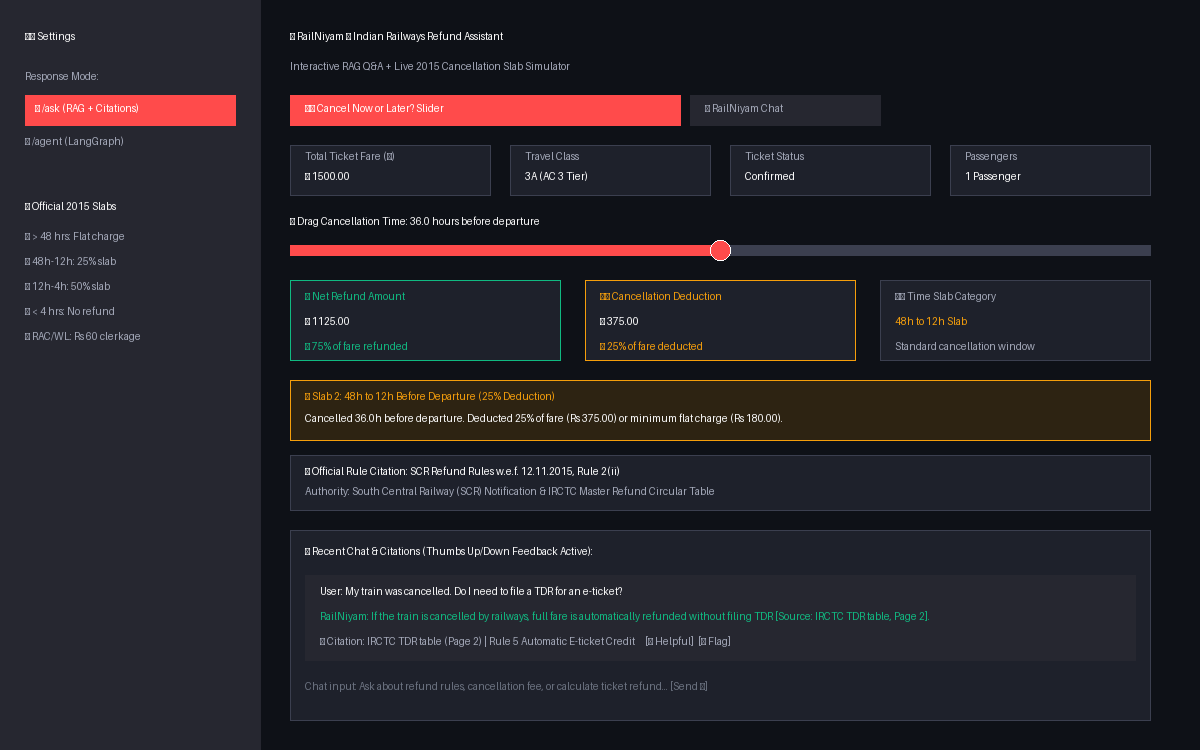 Settings
Response Mode:
/ask (RAG + Citations)
/agent (LangGraph)
Official 2015 Slabs
> 48 hrs: Flat charge
48h-12h: 25% slab
12h-4h: 50% slab
< 4 hrs: No refund
RAC/WL: Rs 60 clerkage
RailNiyam Indian Railways Refund Assistant
Interactive RAG Q&A + Live 2015 Cancellation Slab Simulator
Cancel Now or Later? Slider
RailNiyam Chat
Total Ticket Fare ()
1500.00
Travel Class
3A (AC 3 Tier)
Ticket Status
Confirmed
Passengers
1 Passenger
Drag Cancellation Time: 36.0 hours before departure
Net Refund Amount
1125.00
75% of fare refunded
Cancellation Deduction
375.00
25% of fare deducted
Time Slab Category
48h to 12h Slab
Standard cancellation window
Slab 2: 48h to 12h Before Departure (25% Deduction)
Cancelled 36.0h before departure. Deducted 25% of fare (Rs 375.00) or minimum flat charge (Rs 180.00).
Official Rule Citation: SCR Refund Rules w.e.f. 12.11.2015, Rule 2(ii)
Authority: South Central Railway (SCR) Notification & IRCTC Master Refund Circular Table
Recent Chat & Citations (Thumbs Up/Down Feedback Active):
User: My train was cancelled. Do I need to file a TDR for an e-ticket?
RailNiyam: If the train is cancelled by railways, full fare is automatically refunded without filing TDR [Source: IRCTC TDR table, Page 2].
Citation: IRCTC TDR table (Page 2) | Rule 5 Automatic E-ticket Credit [ Helpful] [ Flag]
Chat input: Ask about refund rules, cancellation fee, or calculate ticket refund... [Send ]